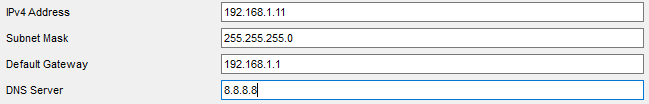 IPv4 Address 192.168.1.11
Subnet Mask 255.255.255.0
Default Gateway 192.168.1.1
DNS Server 8.8.8.8